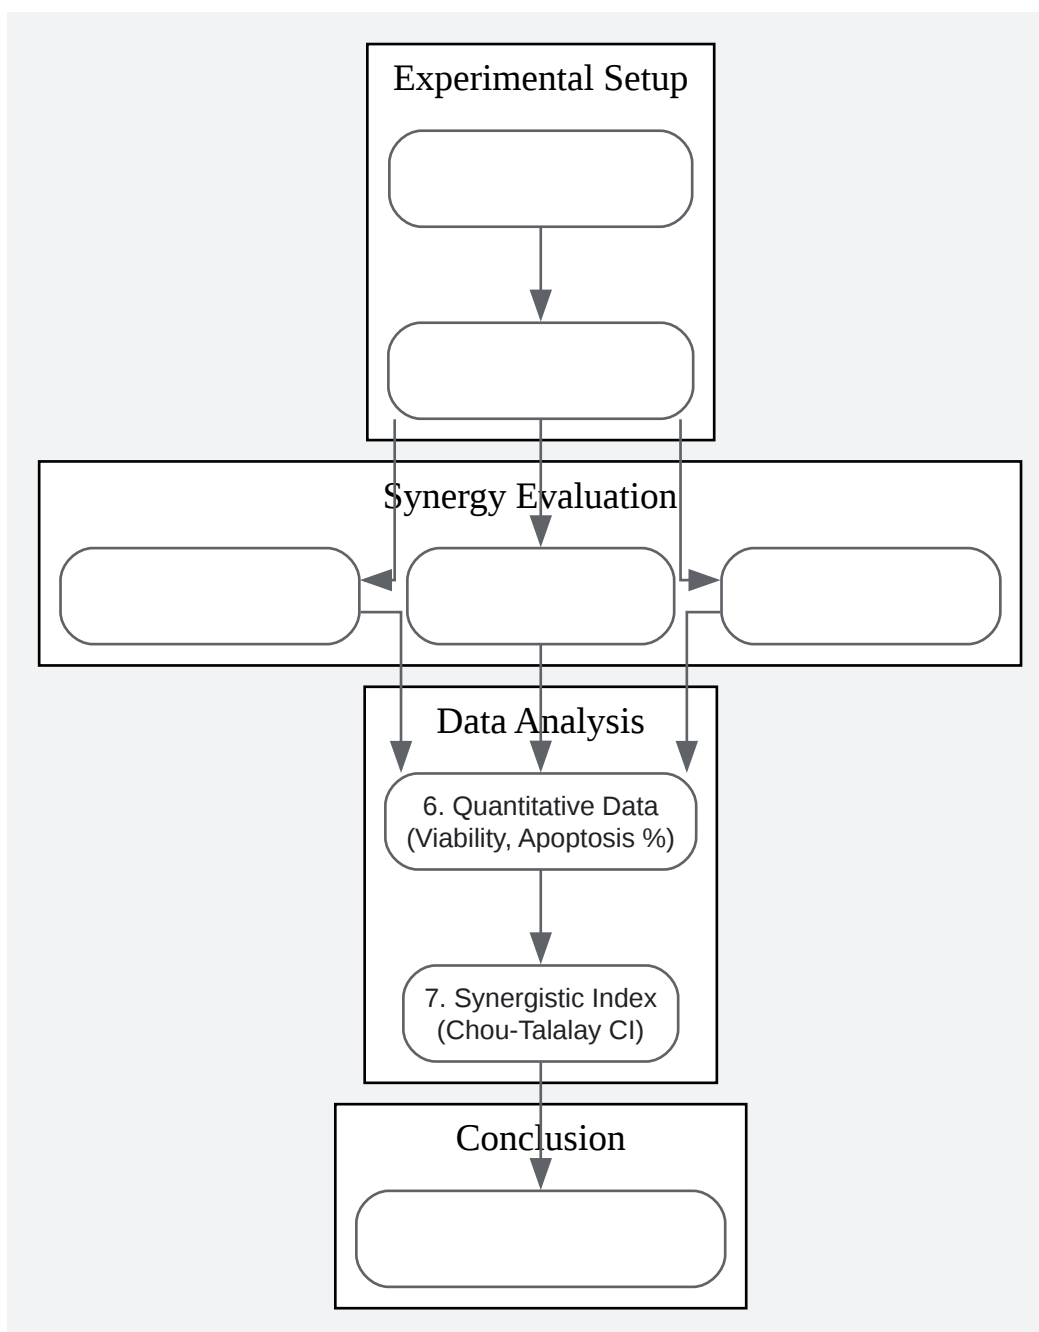 Experimental Setup
Synergy Evaluation
Data Analysis
6. Quantitative Data
(Viability, Apoptosis %)
7. Synergistic Index
(Chou-Talalay CI)
Conclusion